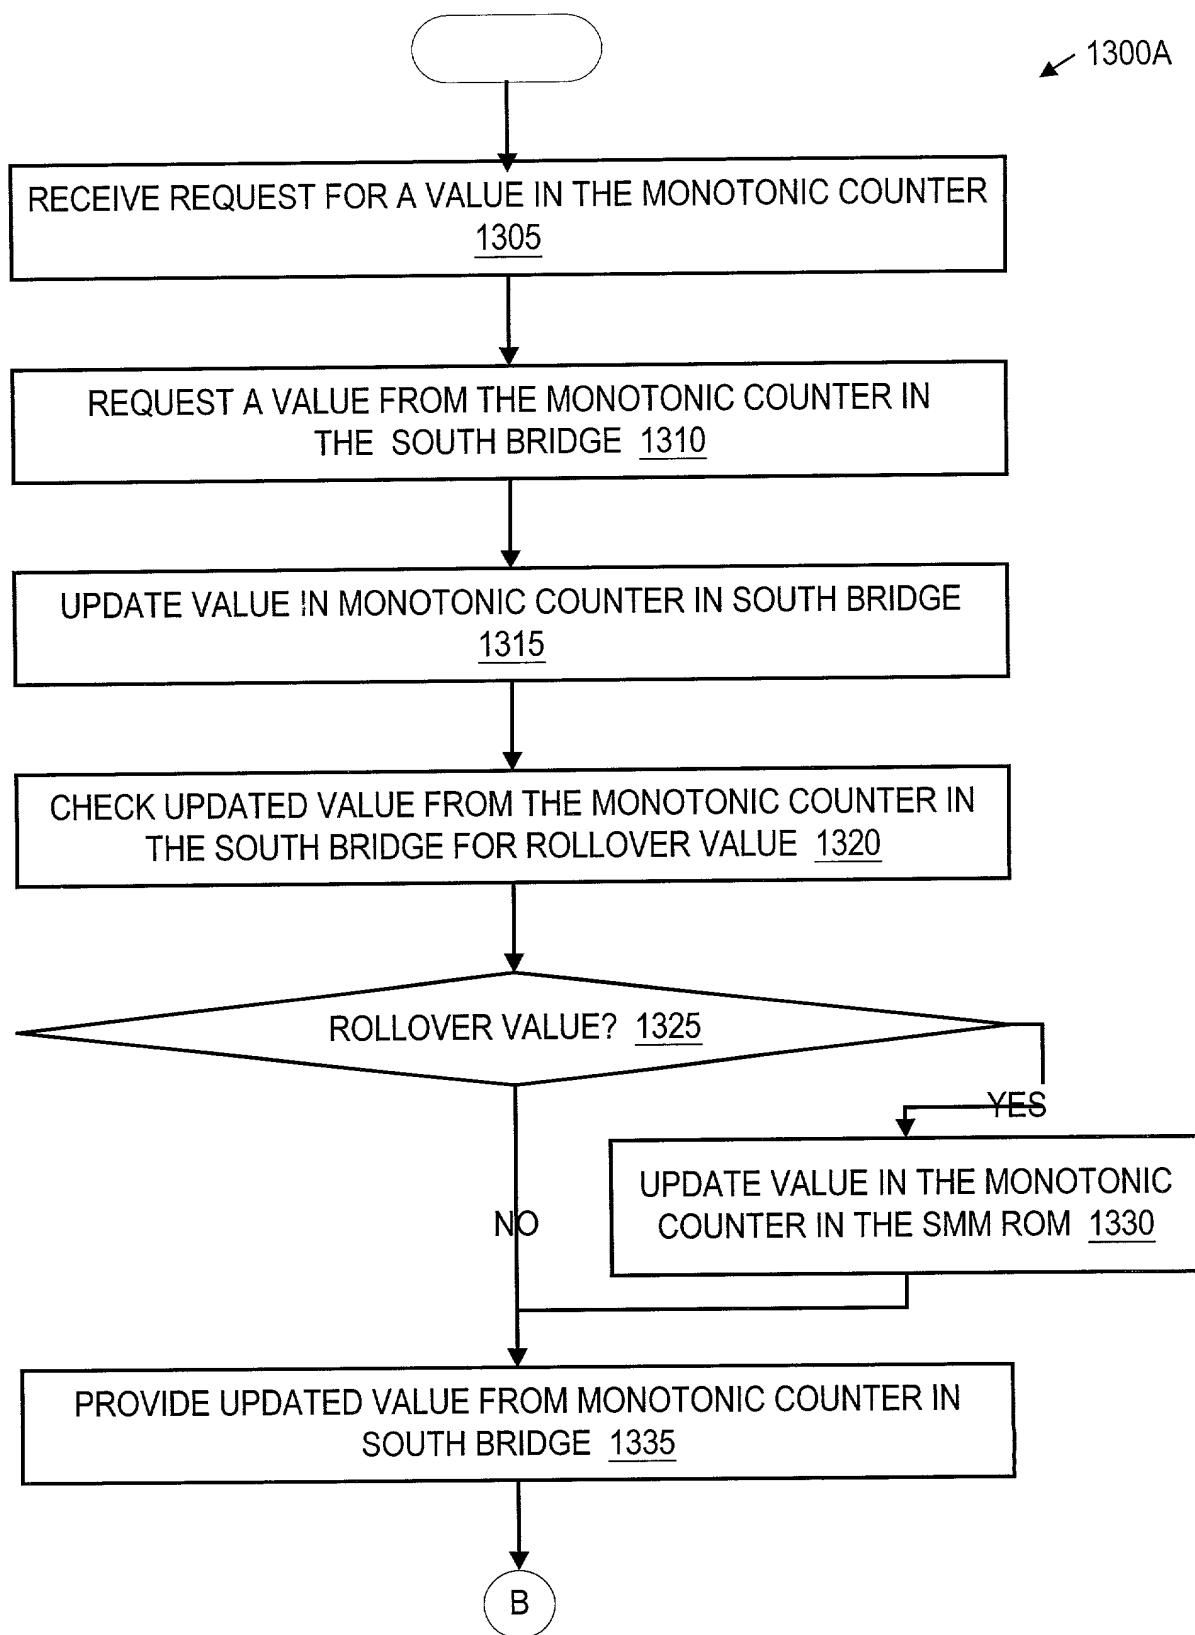 1300A
RECEIVE REQUEST FOR A VALUE IN THE MONOTONIC COUNTER
1305
REQUEST A VALUE FROM THE MONOTONIC COUNTER IN
THE SOUTH BRIDGE 1310
UPDATE VALUE IN MONOTONIC COUNTER IN SOUTH BRIDGE
1315
CHECK UPDATED VALUE FROM THE MONOTONIC COUNTER IN
THE SOUTH BRIDGE FOR ROLLOVER VALUE 1320
ROLLOVER VALUE? 1325
YES
UPDATE VALUE IN THE MONOTONIC
COUNTER IN THE SMM ROM 1330
NO
PROVIDE UPDATED VALUE FROM MONOTONIC COUNTER IN
SOUTH BRIDGE 1335
B